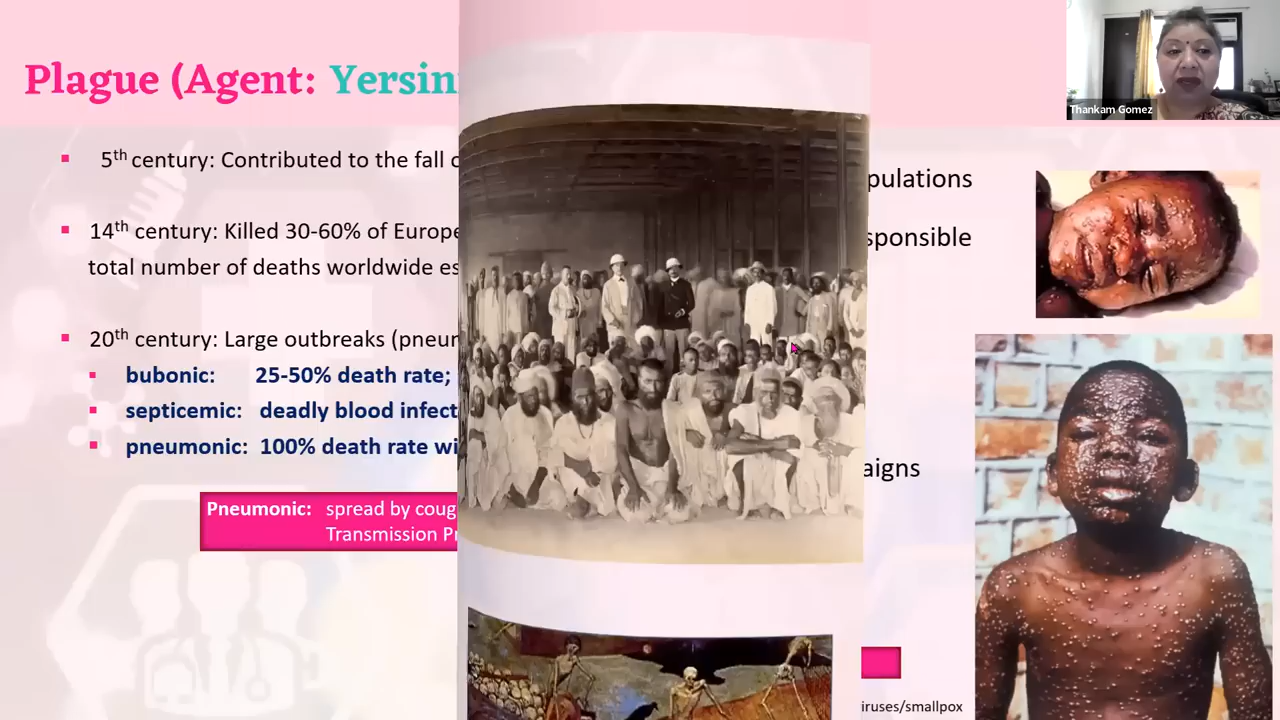 Plague (Agent: Yersin
5th century: Contributed to the fall
14th century: Killed 30-60% of Europe
total number of deaths worldwide es
20th century: Large outbreaks (pneur
bubonic: 25-50% death rate;
septicemic: deadly blood infect
pneumonic: 100% death rate wi
Pneumonic: spread by coug
Transmission Pr
pulations
sponsible
aigns
iruses/smallpox
Thankam Gomez